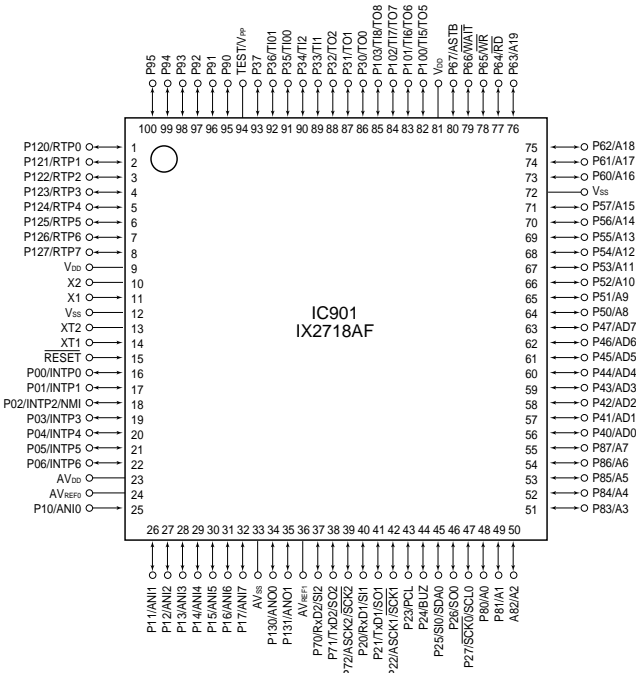 P95
P94
P93
P92
P91
P90
TEST/VPP
P37
P36/TI01
P35/TI00
P34/TI2
P33/TI1
P32/TO2
P31/TO1
P30/TO0
P103/TI8/TO8
P102/TI7/TO7
P101/TI6/TO6
P100/TI5/TO5
VDD
P67/ASTB
P66/WAIT
P65/WR
P64/RD
P63/A19
100 99 98 97 96 95 94 93 92 91 90 89 88 87 86 85 84 83 82 81 80 79 78 77 76
P120/RTP0 1
P121/RTP1 2
P122/RTP2 3
P123/RTP3 4
P124/RTP4 5
P125/RTP5 6
P126/RTP6 7
P127/RTP7 8
VDD 9
X2 10
X1 11
VSS 12
XT2 13
XT1 14
RESET 15
P00/INTP0 16
P01/INTP1 17
P02/INTP2/NMI 18
P03/INTP3 19
P04/INTP4 20
P05/INTP5 21
P06/INTP6 22
AVDD 23
AVREF0 24
P10/ANI0 25
IC901
IX2718AF
75 P62/A18
74 P61/A17
73 P60/A16
72 VSS
71 P57/A15
70 P56/A14
69 P55/A13
68 P54/A12
67 P53/A11
66 P52/A10
65 P51/A9
64 P50/A8
63 P47/AD7
62 P46/AD6
61 P45/AD5
60 P44/AD4
59 P43/AD3
58 P42/AD2
57 P41/AD1
56 P40/AD0
55 P87/A7
54 P86/A6
53 P85/A5
52 P84/A4
51 P83/A3
26 27 28 29 30 31 32 33 34 35 36 37 38 39 40 41 42 43 44 45 46 47 48 49 50
P11/ANI1
P12/ANI2
P13/ANI3
P14/ANI4
P15/ANI5
P16/ANI6
P17/ANI7
AVSS
P130/ANO0
P131/ANO1
AVREF1
P70/RxD2/SI2
P71/TxD2/SO2
P72/ASCK2/SCK2
P20/RxD1/SI1
P21/TxD1/SO1
P22/ASCK1/SCK1
P23/PCL
P24/BUZ
P25/SI0/SDA0
P26/SO0
P27/SCK0/SCL0
P80/A0
P81/A1
A82/A2